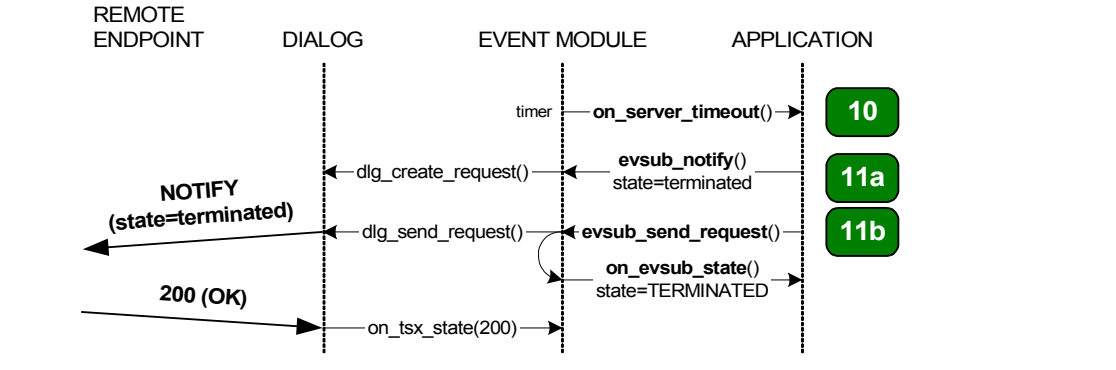 REMOTE
ENDPOINT DIALOG EVENT MODULE APPLICATION
timer on_server_timeout() 10
dlg_create_request() evsub_notify()
state=terminated 11a
NOTIFY
(state=terminated)
dlg_send_request() evsub_send_request() 11b
on_evsub_state()
state=TERMINATED
200 (OK)
on_tsx_state(200)